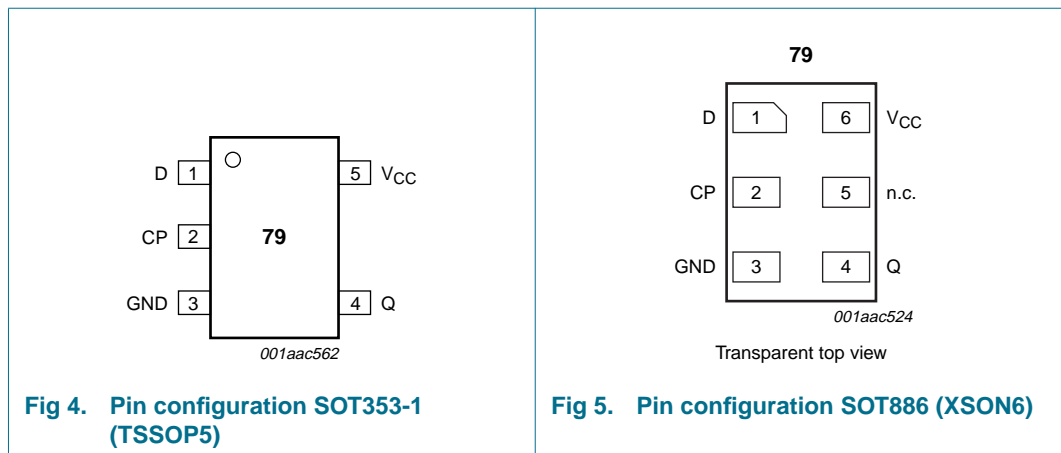 D 1 5 VCC
CP 2 79
GND 3 4 Q
001aac562
Fig 4. Pin configuration SOT353-1
(TSSOP5)
79
D 1 6 VCC
CP 2 5 n.c.
GND 3 4 Q
001aac524
Transparent top view
Fig 5. Pin configuration SOT886 (XSON6)